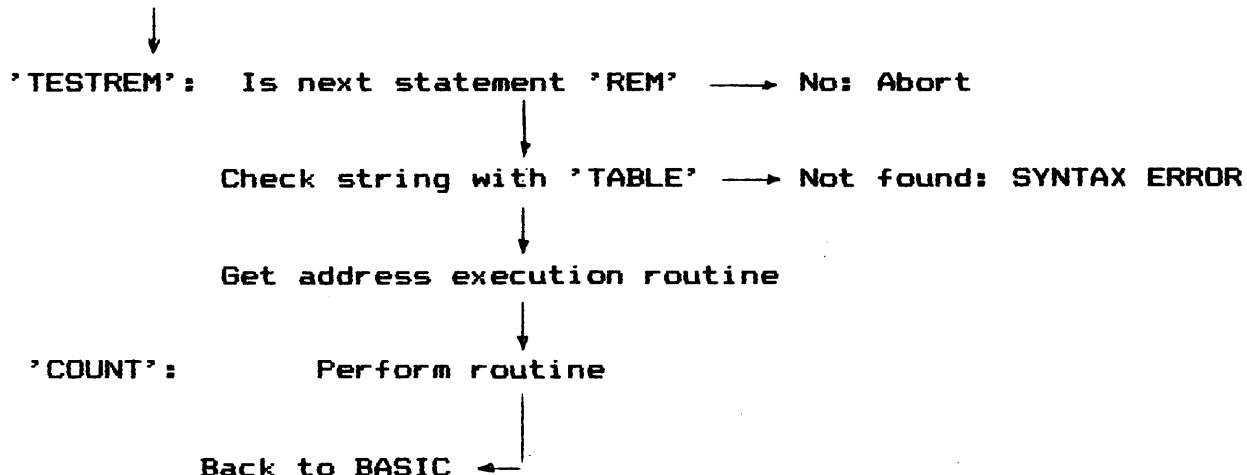 'TESTREM': Is next statement 'REM' → No: Abort
Check string with 'TABLE' → Not found: SYNTAX ERROR
Get address execution routine
'COUNT': Perform routine
Back to BASIC ←